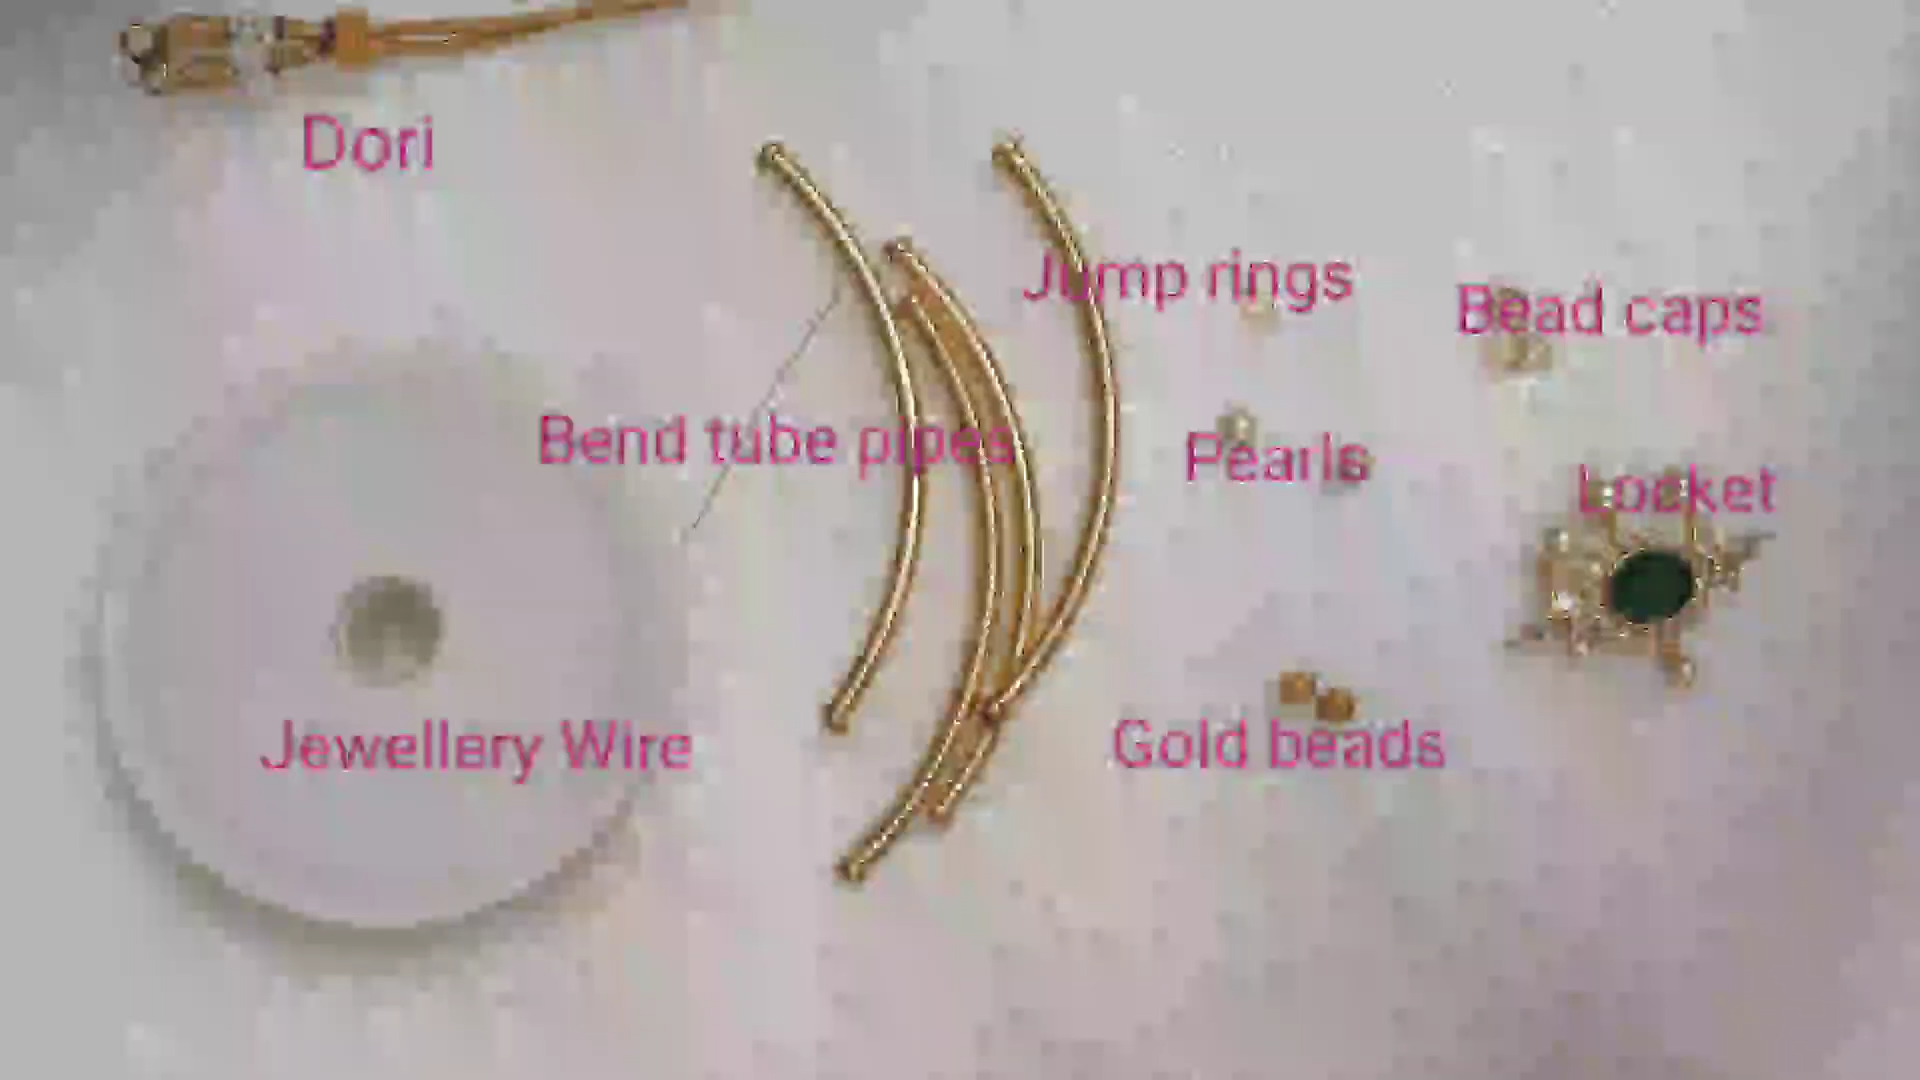 Dori
Jump rings
Bead caps
Bend tube pipes
Pearls
Locket
Jewellery Wire
Gold beads